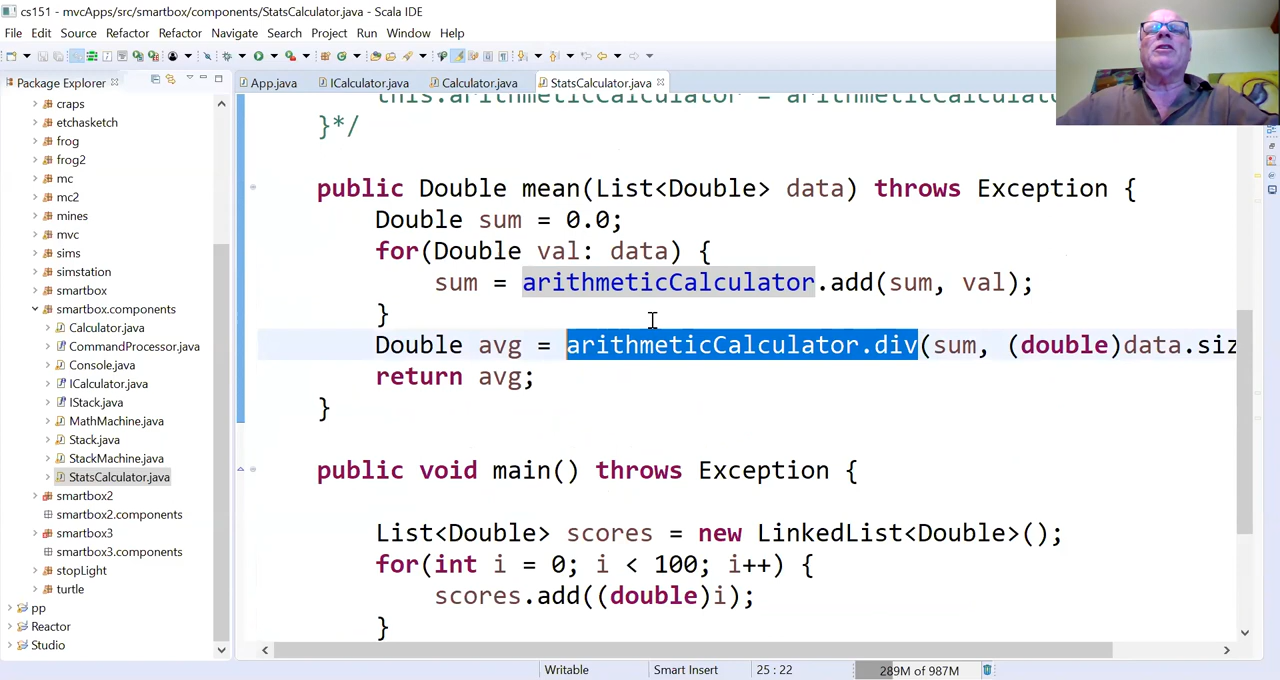 cs151 - mvcApps/src/smartbox/components/StatsCalculator.java - Scala IDE
File Edit Source Refactor Refactor Navigate Search Project Run Window Help
Package Explorer
App.java ICalculator.java Calculator.java StatsCalculator.java
craps
etchasketch
frog
frog2
mc
mc2
mines
mvc
sims
simstation
smartbox
smartbox.components
Calculator.java
CommandProcessor.java
Console.java
ICalculator.java
IStack.java
MathMachine.java
Stack.java
StackMachine.java
StatsCalculator.java
smartbox2
smartbox2.components
smartbox3
smartbox3.components
stopLight
turtle
pp
Reactor
Studio
this.arithmeticCalculator = arithmeticCalculato
}*/
public Double mean(List<Double> data) throws Exception {
Double sum = 0.0;
for(Double val: data) {
sum = arithmeticCalculator.add(sum, val);
}
Double avg = arithmeticCalculator.div(sum, (double)data.siz
return avg;
}
public void main() throws Exception {
List<Double> scores = new LinkedList<Double>();
for(int i = 0; i < 100; i++) {
scores.add((double)i);
}
Writable Smart Insert 25 : 22 289M of 987M